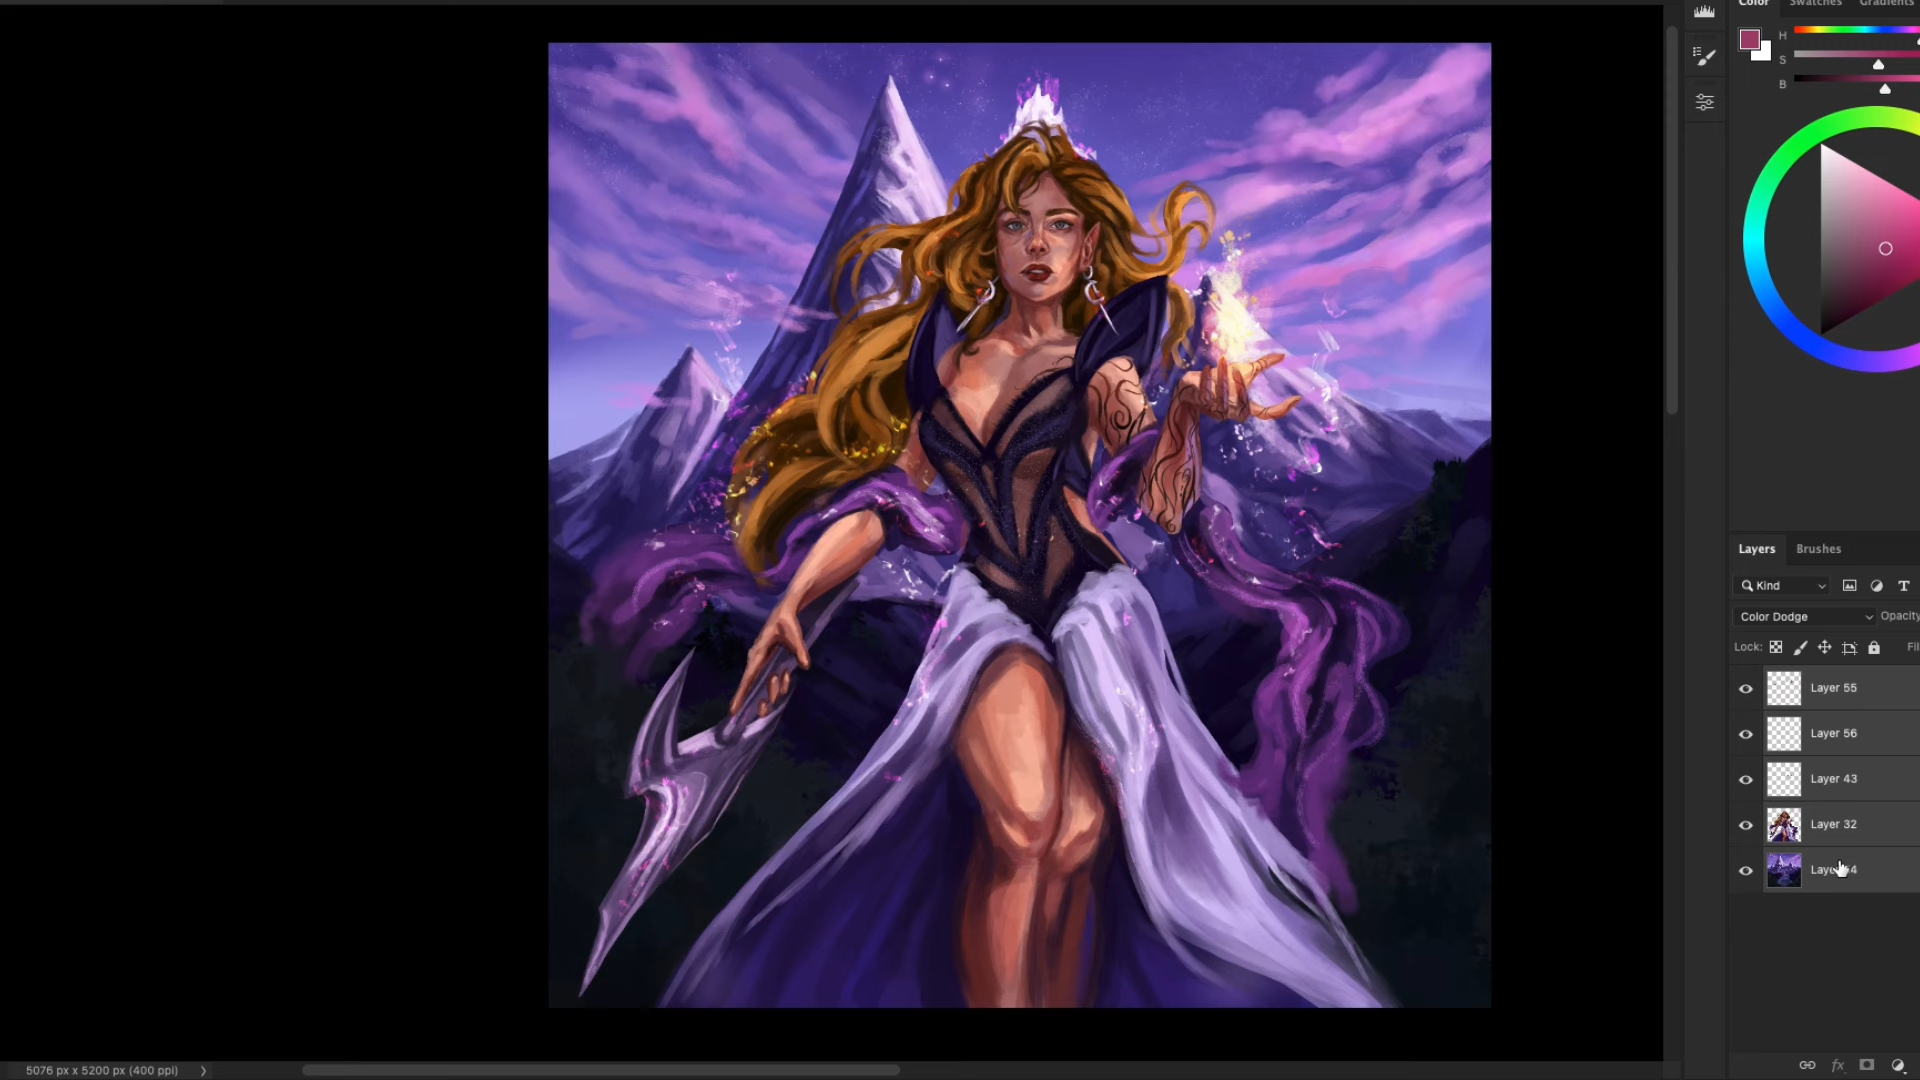 Color Swatches Gradients
H
S
B
Layers Brushes
Kind
Color Dodge Opacity
Lock:
Layer 55
Layer 56
Layer 43
Layer 32
5076 px x 5200 px (400 ppi)
fx